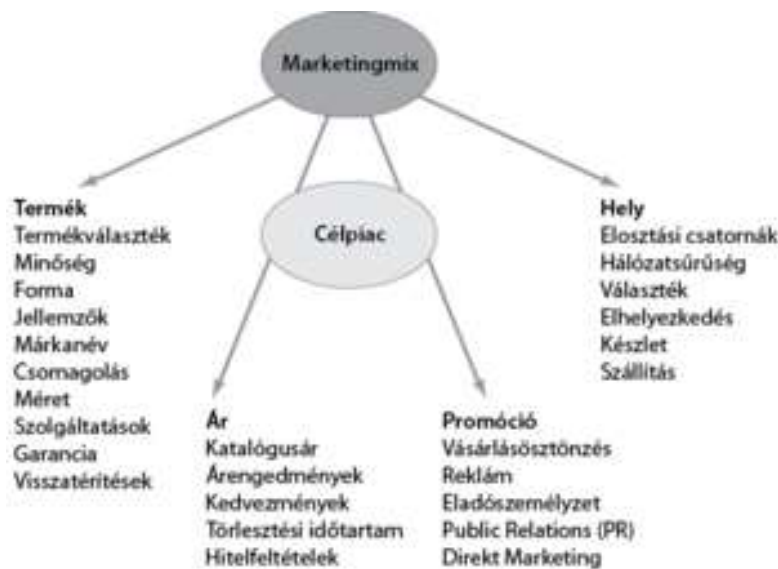 Marketingmix
Célpiac
Termék
Termékválaszték
Minőség
Forma
Jellemzők
Márkanév
Csomagolás
Méret
Szolgáltatások
Garancia
Visszatérítések
Ár
Katalógusár
Árengedmények
Kedvezmények
Törlesztési időtartam
Hitelfeltételek
Promóció
Vásárlásösztönzés
Reklám
Eladószemélyzet
Public Relations (PR)
Direkt Marketing
Hely
Elosztási csatornák
Hálózatsűrűség
Választék
Elhelyezkedés
Készlet
Szállítás